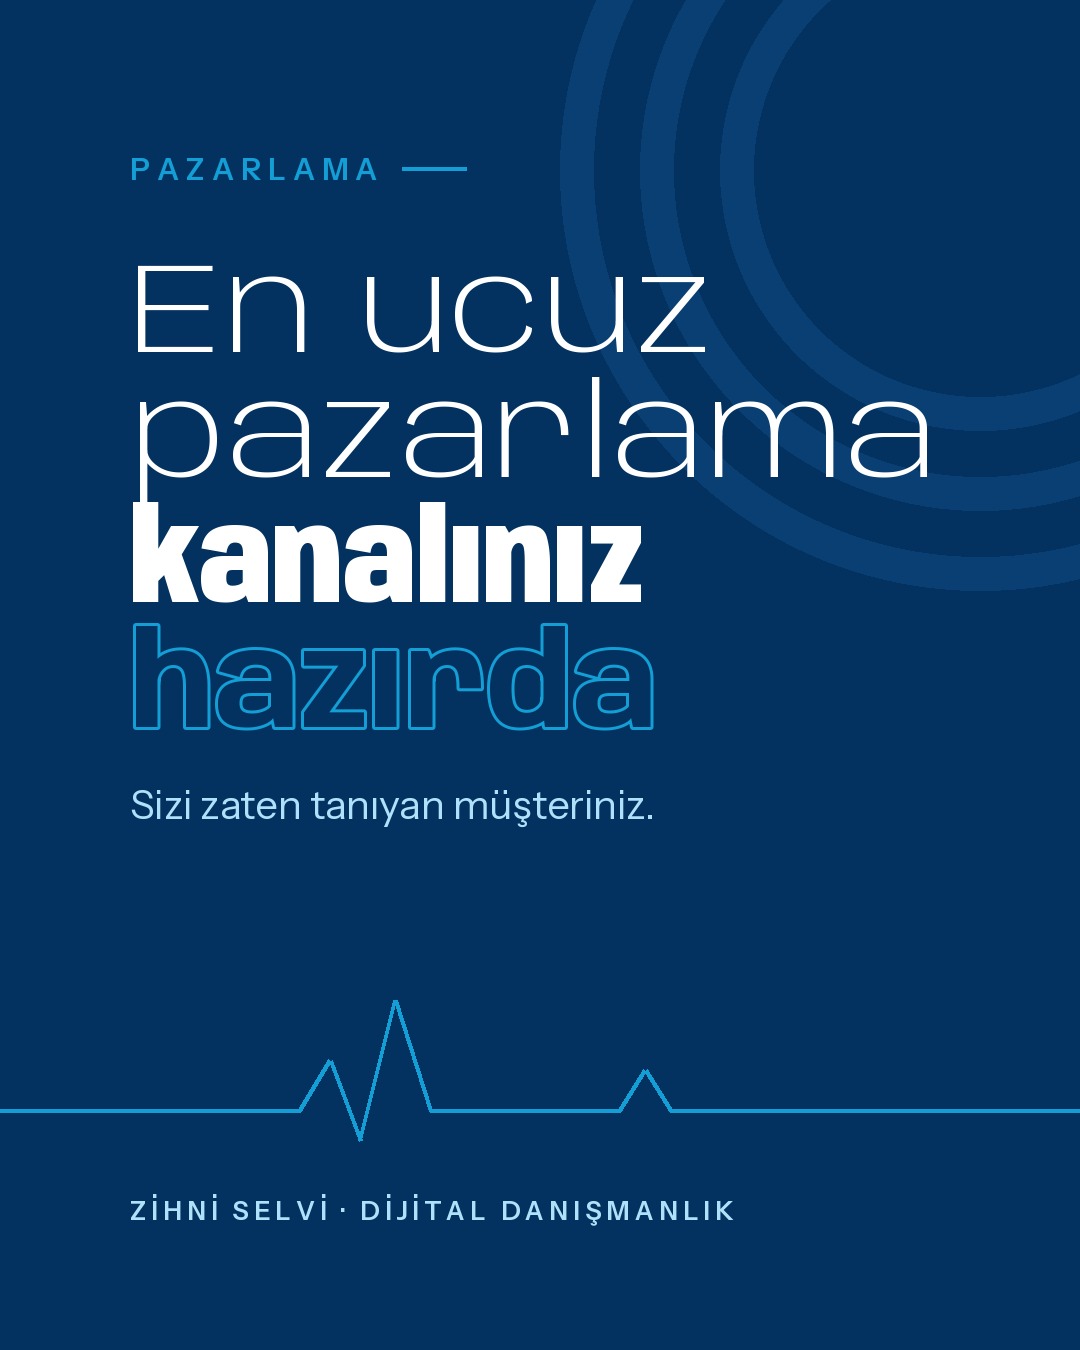 PAZARLAMA
En ucuz
pazarlama
kanalınız
hazırda
Sizi zaten tanıyan müşteriniz.
ZİHNİ SELVİ · DİJİTAL DANIŞMANLIK